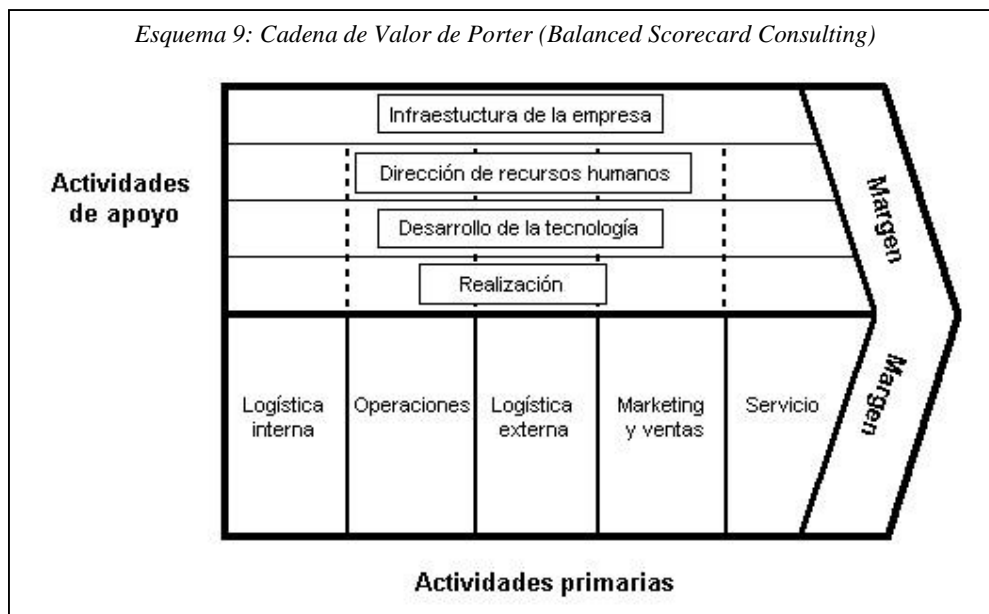 Esquema 9: Cadena de Valor de Porter (Balanced Scorecard Consulting)
Infraestuctura de la empresa
Actividades
de apoyo
Dirección de recursos humanos
Desarrollo de la tecnología
Realización
Margen
Logística
interna
Operaciones
Logística
externa
Marketing
y ventas
Servicio
Margen
Actividades primarias